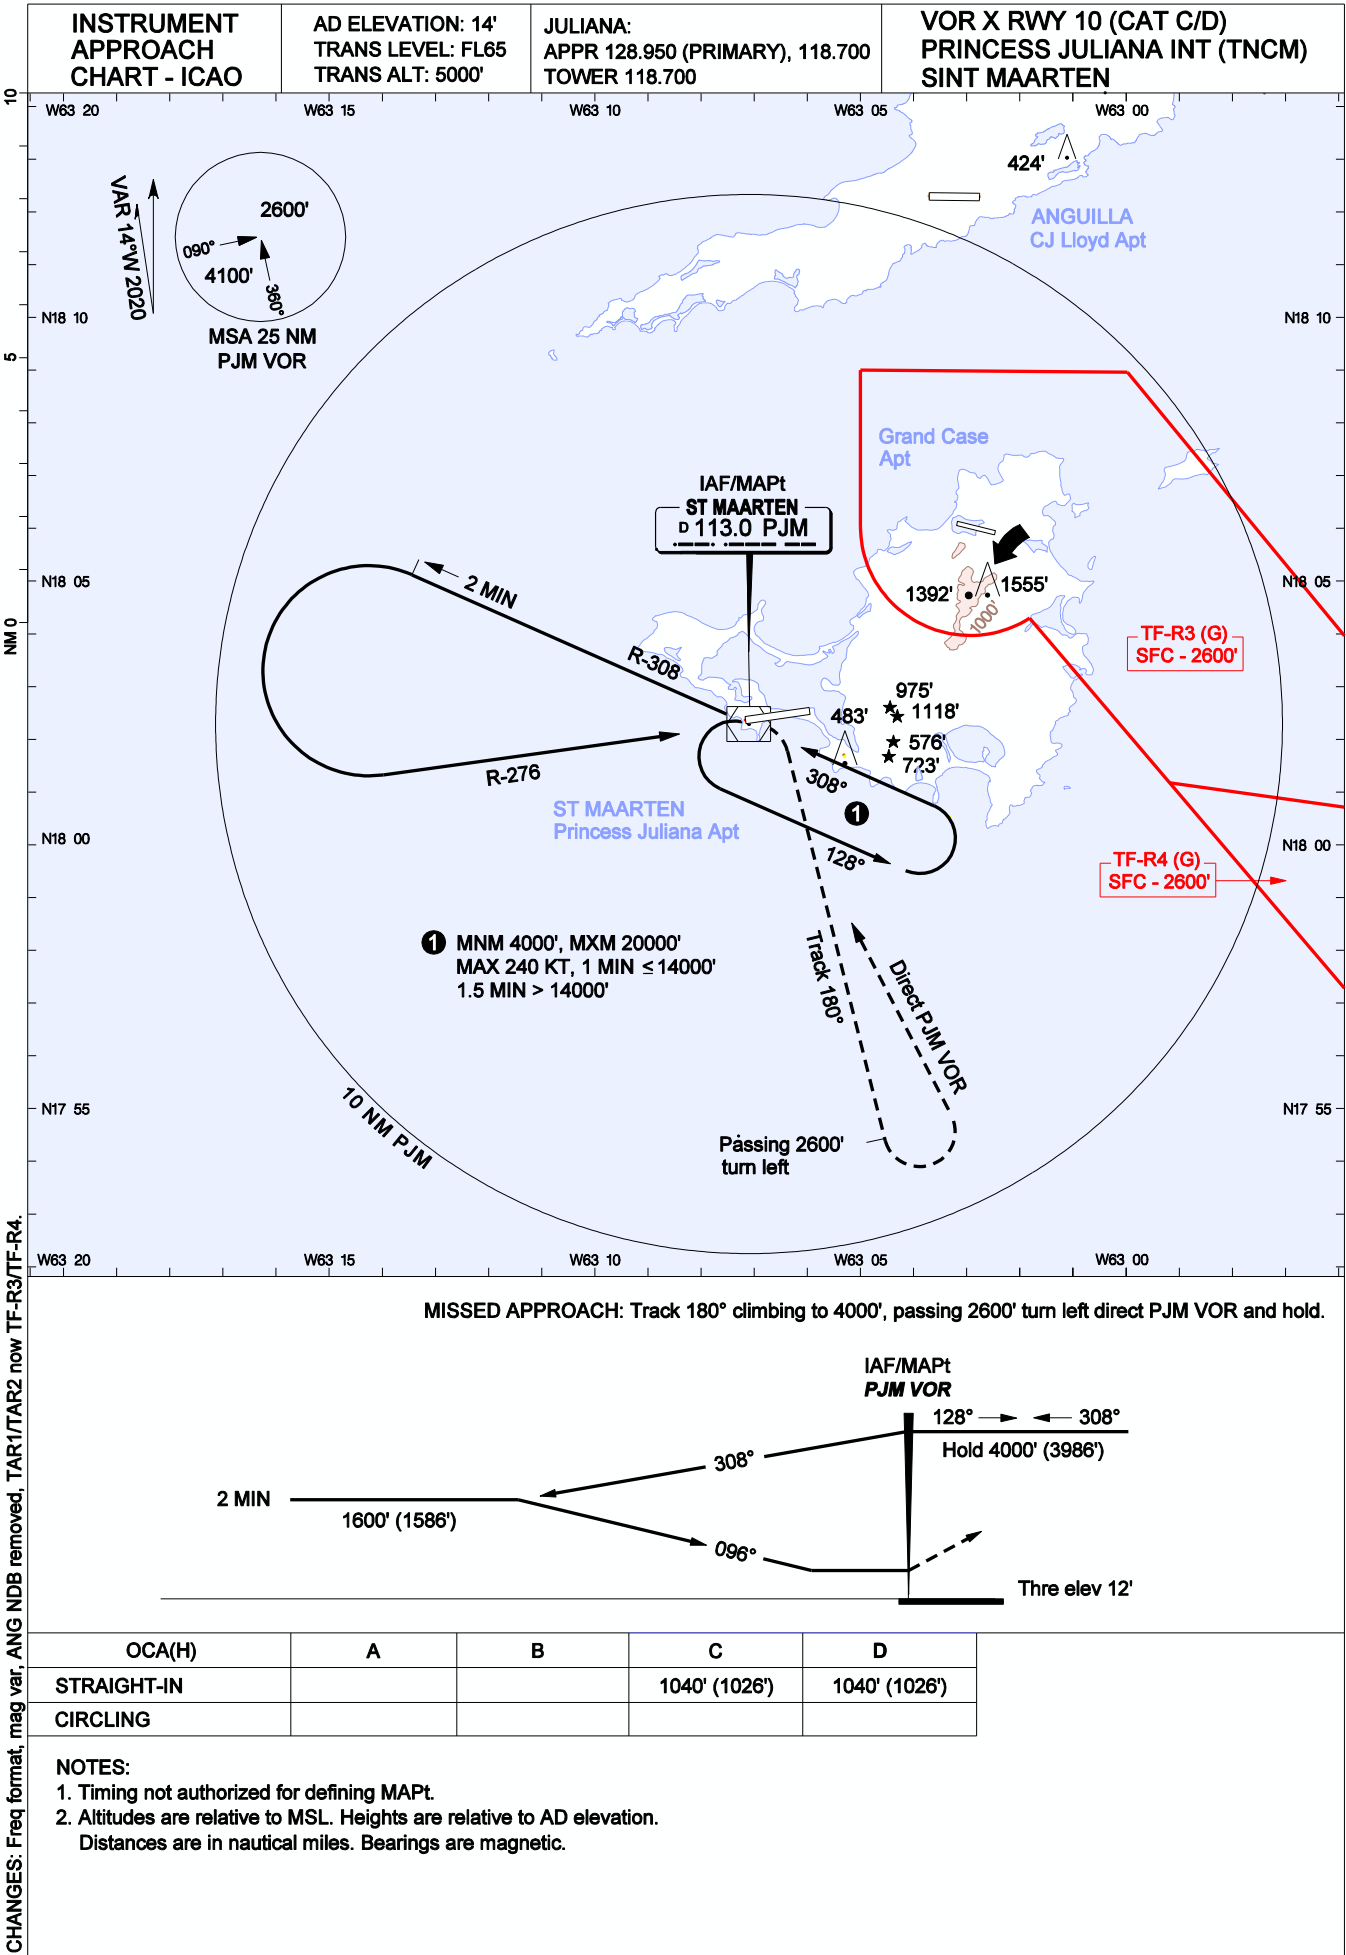 INSTRUMENT
APPROACH
CHART - ICAO
AD ELEVATION: 14'
TRANS LEVEL: FL65
TRANS ALT: 5000'
JULIANA:
APPR 128.950 (PRIMARY), 118.700
TOWER 118.700
VOR X RWY 10 (CAT C/D)
PRINCESS JULIANA INT (TNCM)
SINT MAARTEN
10
5
NM 0
W63 20
W63 15
W63 10
W63 05
W63 00
VAR 14°W 2020
2600'
090°
4100'
360°
MSA 25 NM
PJM VOR
424'
ANGUILLA
CJ Lloyd Apt
N18 10
N18 10
Grand Case
Apt
IAF/MAPt
ST MAARTEN
D 113.0 PJM
N18 05
N18 05
2 MIN
1392'
1555'
1000'
TF-R3 (G)
SFC - 2600'
R-308
975'
1118'
483'
576'
723'
R-276
308°
1
ST MAARTEN
Princess Juliana Apt
128°
N18 00
N18 00
TF-R4 (G)
SFC - 2600'
1 MNM 4000', MXM 20000'
MAX 240 KT, 1 MIN ≤ 14000'
1.5 MIN > 14000'
Track 180°
Direct PJM VOR
N17 55
N17 55
10 NM PJM
Passing 2600'
turn left
W63 20
W63 15
W63 10
W63 05
W63 00
MISSED APPROACH: Track 180° climbing to 4000', passing 2600' turn left direct PJM VOR and hold.
IAF/MAPt
PJM VOR
128°
308°
Hold 4000' (3986')
308°
2 MIN
1600' (1586')
096°
Thre elev 12'
OCA(H) A B C D
STRAIGHT-IN 1040' (1026') 1040' (1026')
CIRCLING
NOTES:
1. Timing not authorized for defining MAPt.
2. Altitudes are relative to MSL. Heights are relative to AD elevation.
Distances are in nautical miles. Bearings are magnetic.
CHANGES: Freq format, mag var, ANG NDB removed, TAR1/TAR2 now TF-R3/TF-R4.